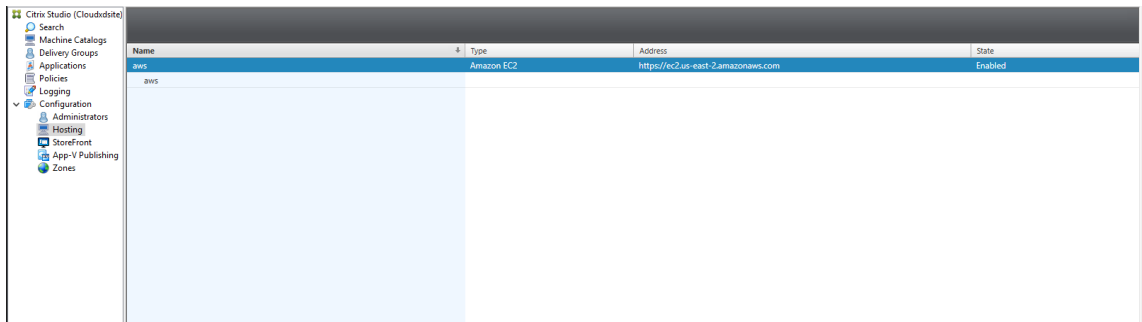 Citrix Studio (Cloudxdsite)
Search
Machine Catalogs
Delivery Groups
Applications
Policies
Logging
Configuration
Administrators
Hosting
StoreFront
App-V Publishing
Zones
Name Type Address State
aws Amazon EC2 https://ec2.us-east-2.amazonaws.com Enabled
aws